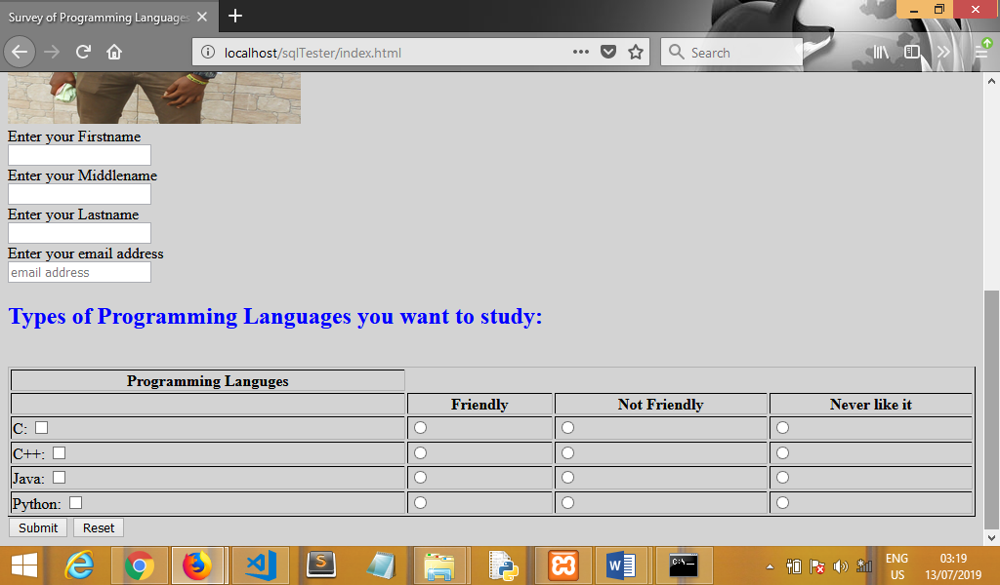 Survey of Programming Languages
localhost/sqlTester/index.html
Search
Enter your Firstname
Enter your Middlename
Enter your Lastname
Enter your email address
email address
Types of Programming Languages you want to study:
Programming Languges
Friendly Not Friendly Never like it
C:
C++:
Java:
Python:
Submit Reset
ENG 03:19
US 13/07/2019